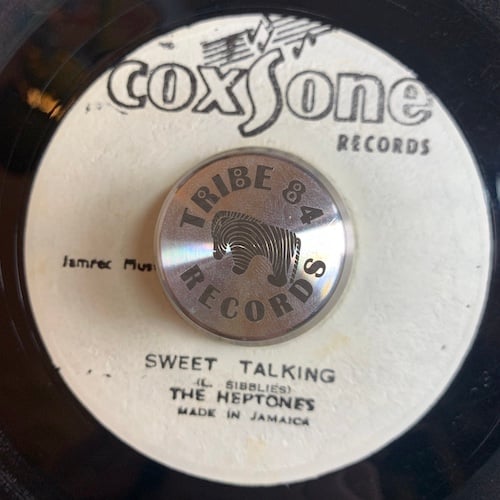 coxsone
RECORDS
TRIBE 84
RECORDS
Jamrec Mus
SWEET TALKING
(L. SIBBLIES)
THE HEPTONES
MADE IN JAMAICA